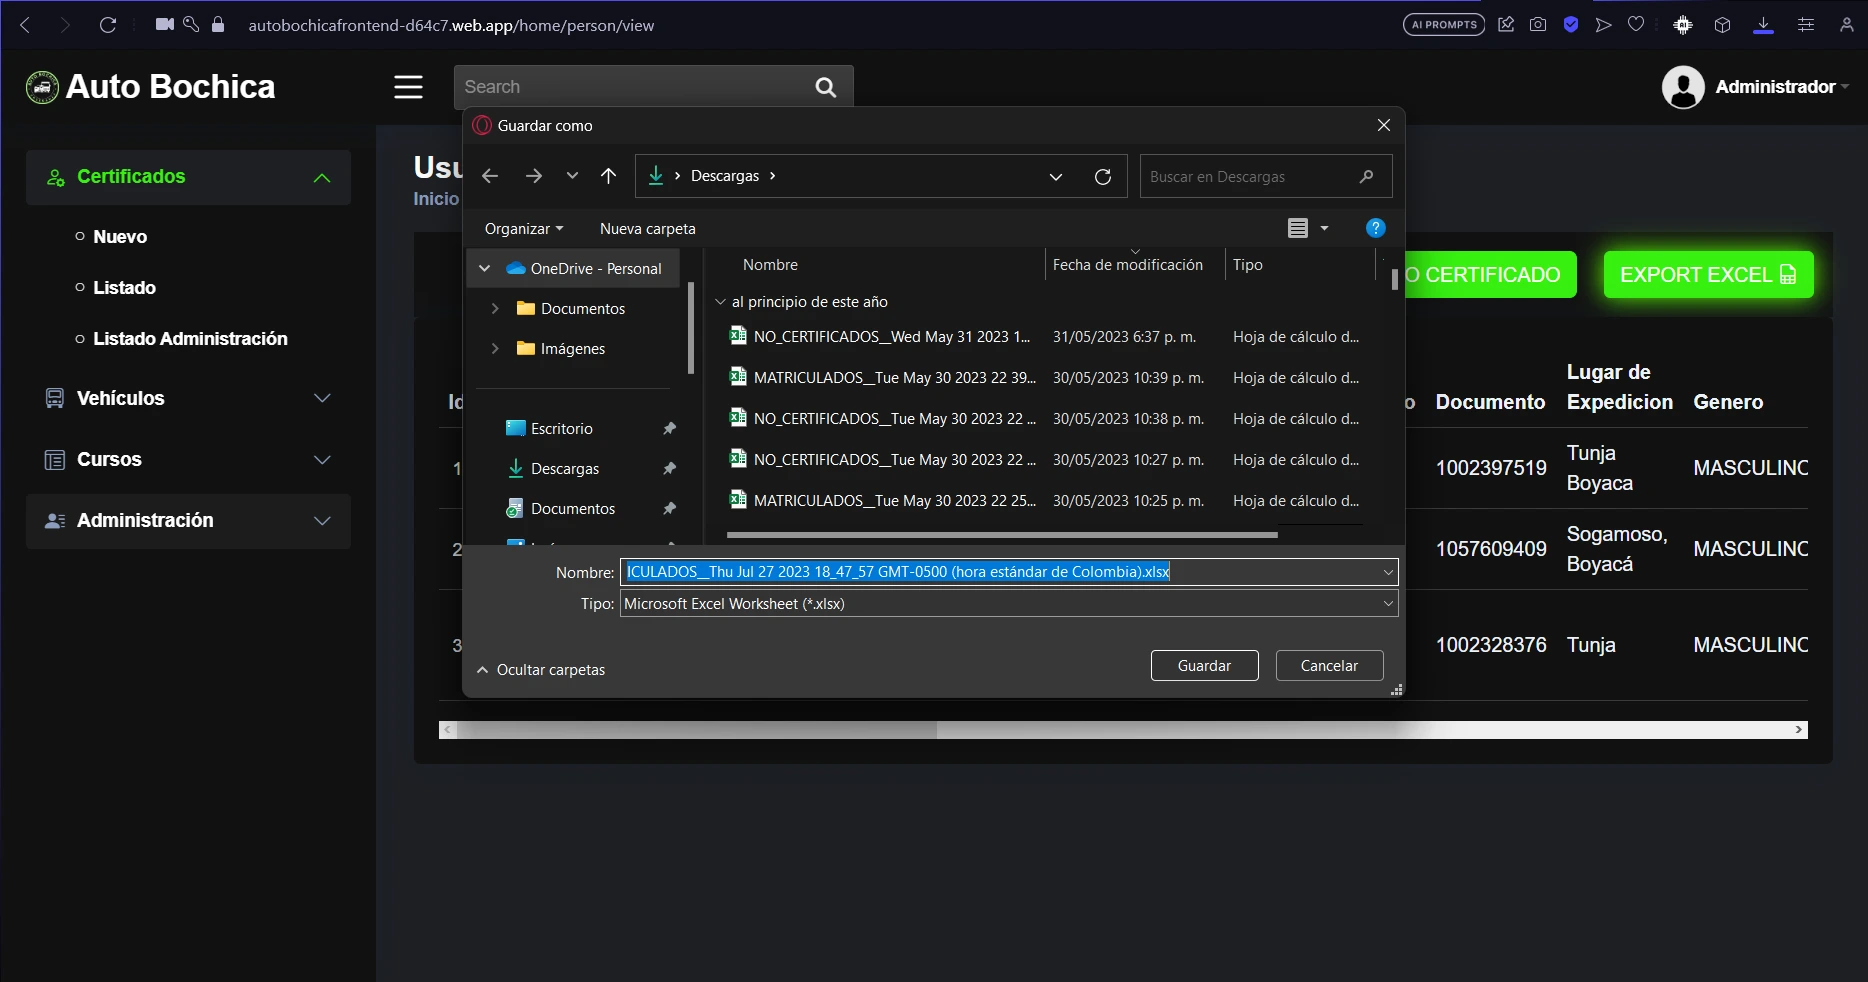 autobochicafrontend-d64c7.web.app/home/person/view
AI PROMPTS
Auto Bochica
Search
Administrador
Certificados
Nuevo
Listado
Listado Administración
Vehículos
Cursos
Administración
Usu
Inicio
O CERTIFICADO
EXPORT EXCEL
Id
o Documento Lugar de Expedicion Genero
1 1002397519 Tunja Boyaca MASCULINO
2 1057609409 Sogamoso, Boyacá MASCULINO
3 1002328376 Tunja MASCULINO
Guardar como
Descargas
Buscar en Descargas
Organizar
Nueva carpeta
?
OneDrive - Personal
Documentos
Imágenes
Escritorio
Descargas
Documentos
Nombre Fecha de modificación Tipo
al principio de este año
NO_CERTIFICADOS__Wed May 31 2023 1... 31/05/2023 6:37 p. m. Hoja de cálculo d...
MATRICULADOS__Tue May 30 2023 22 39... 30/05/2023 10:39 p. m. Hoja de cálculo d...
NO_CERTIFICADOS__Tue May 30 2023 22 ... 30/05/2023 10:38 p. m. Hoja de cálculo d...
NO_CERTIFICADOS__Tue May 30 2023 22 ... 30/05/2023 10:27 p. m. Hoja de cálculo d...
MATRICULADOS__Tue May 30 2023 22 25... 30/05/2023 10:25 p. m. Hoja de cálculo d...
Nombre: ICULADOS__Thu Jul 27 2023 18_47_57 GMT-0500 (hora estándar de Colombia).xlsx
Tipo: Microsoft Excel Worksheet (*.xlsx)
Ocultar carpetas
Guardar
Cancelar